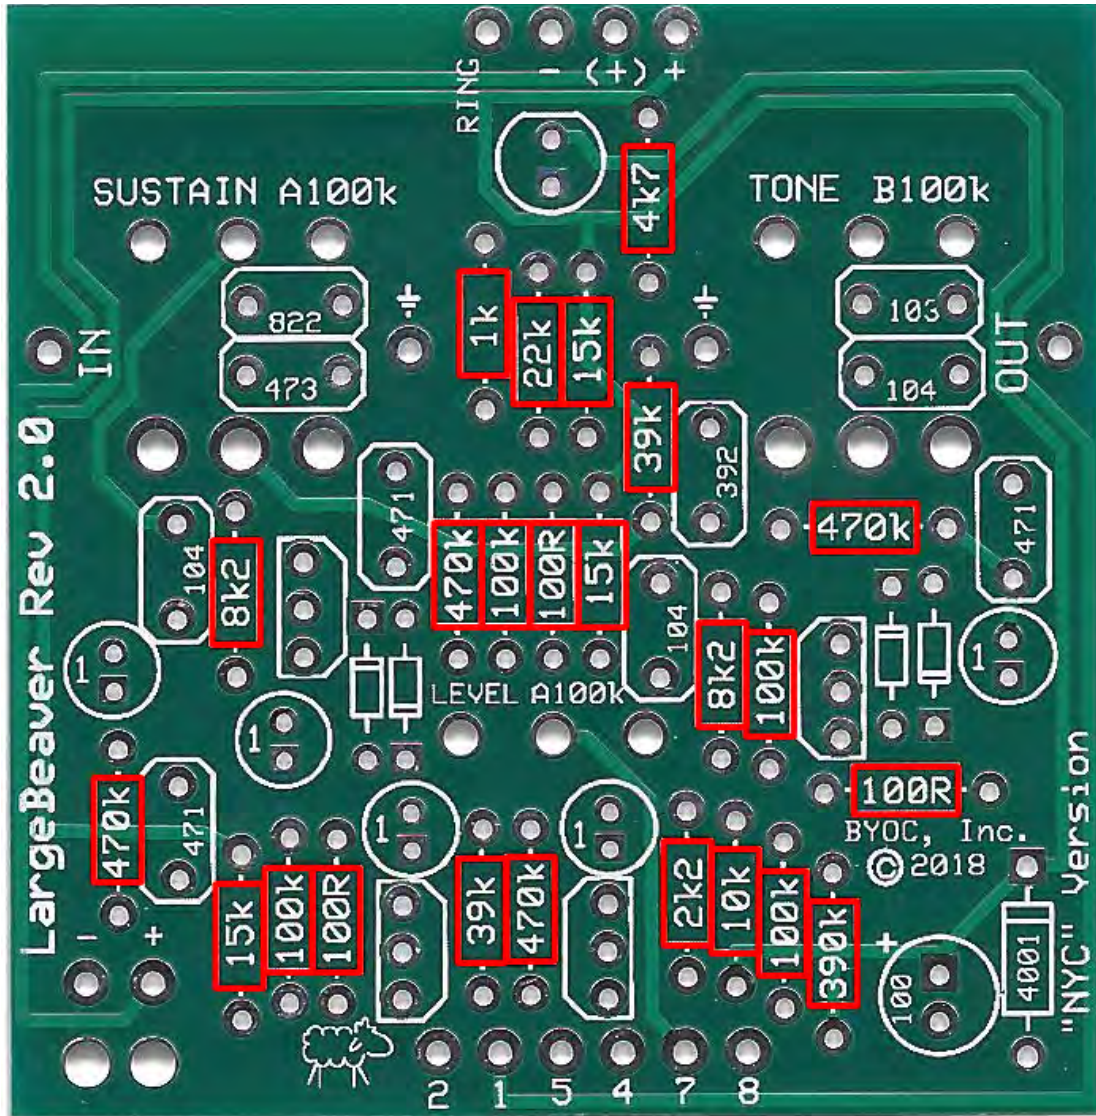 RING
- (+) +
SUSTAIN A100k
4k7
TONE B100k
822
1k
22k
15k
103
IN
473
39k
104
OUT
LargeBeaver Rev 2.0
471
392
470k
471
104
8k2
470k
100k
100R
15k
104
8k2
100k
1
1
LEVEL A100k
1
470k
471
1
1
100R
BYOC, Inc.
© 2018
"NYC" Version
15k
100k
100R
39k
470k
2k2
10k
100k
390k
- +
+
100
4001
2 1 5 4 7 8